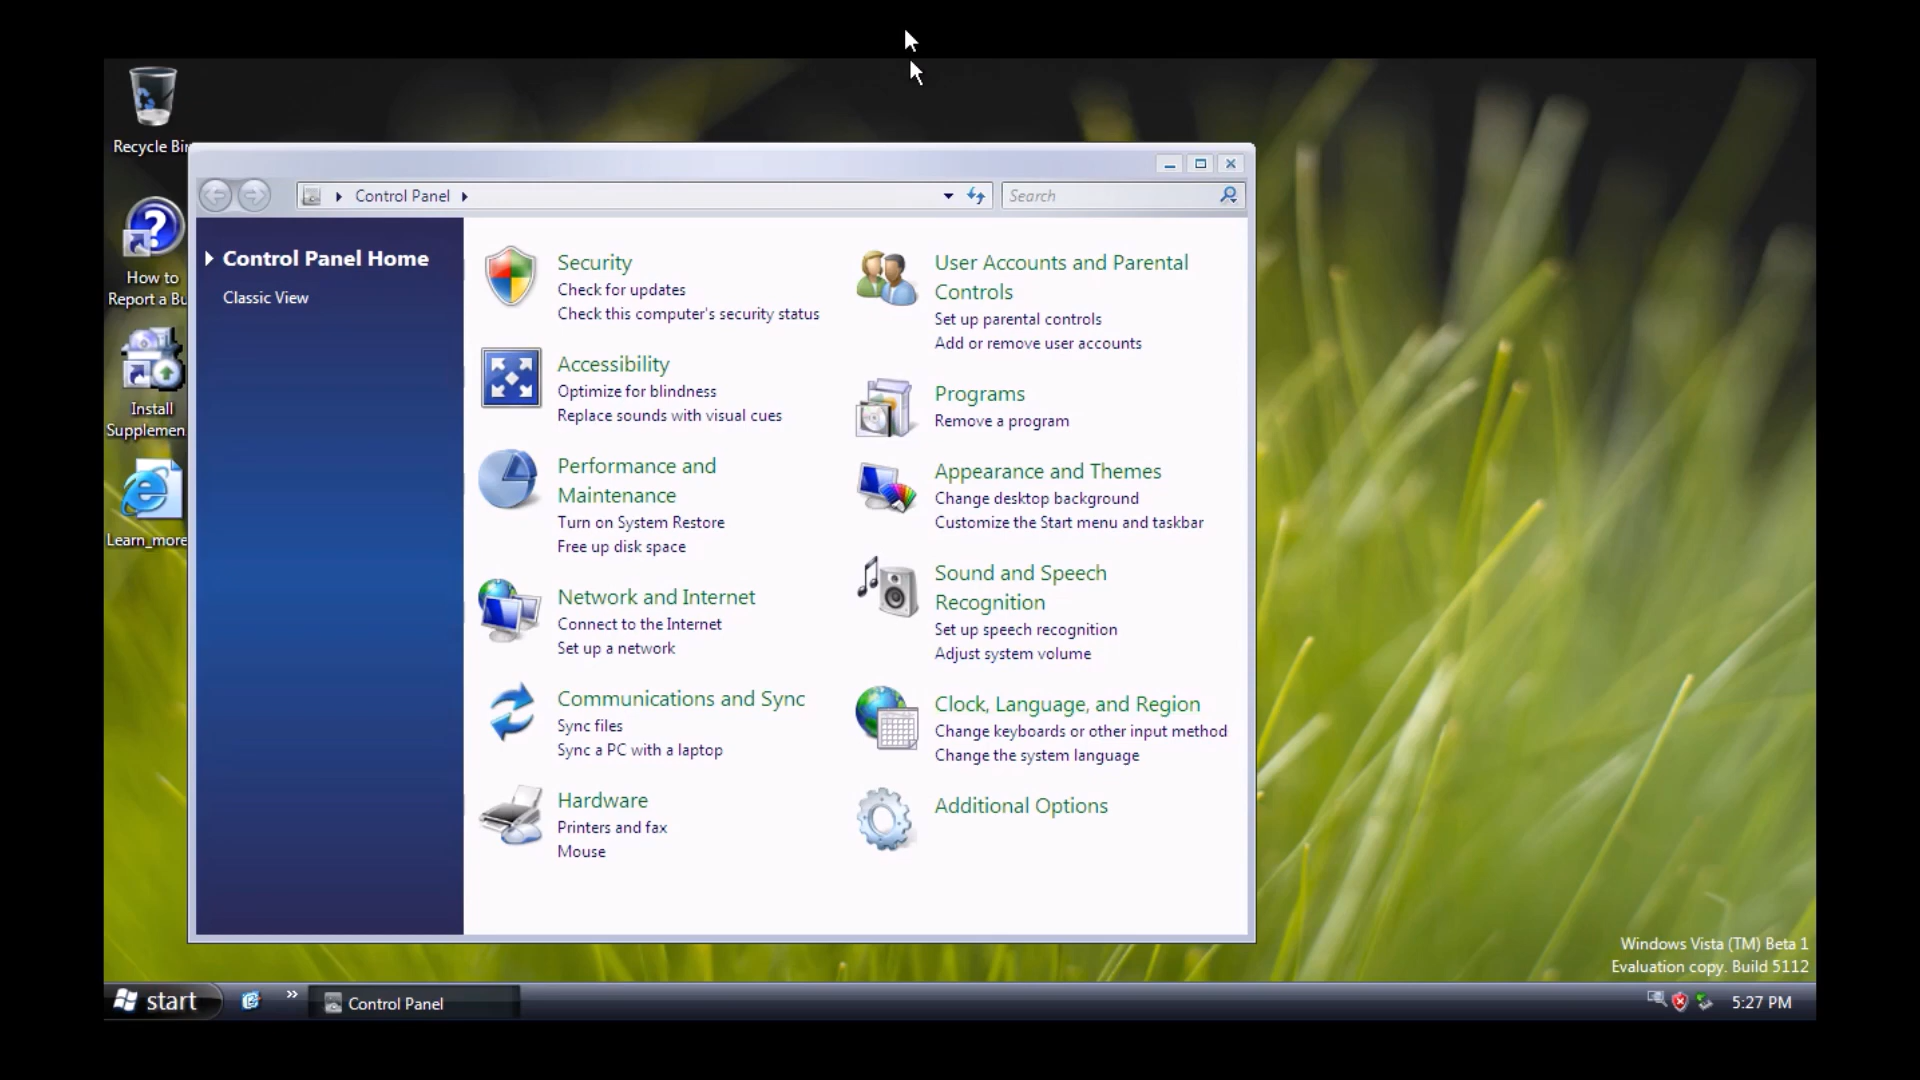 Recycle Bin
How to
Report a Bu
Install
Supplemen
Learn_more
Control Panel
Search
Control Panel Home
Classic View
Security
Check for updates
Check this computer's security status
Accessibility
Optimize for blindness
Replace sounds with visual cues
Performance and
Maintenance
Turn on System Restore
Free up disk space
Network and Internet
Connect to the Internet
Set up a network
Communications and Sync
Sync files
Sync a PC with a laptop
Hardware
Printers and fax
Mouse
User Accounts and Parental
Controls
Set up parental controls
Add or remove user accounts
Programs
Remove a program
Appearance and Themes
Change desktop background
Customize the Start menu and taskbar
Sound and Speech
Recognition
Set up speech recognition
Adjust system volume
Clock, Language, and Region
Change keyboards or other input method
Change the system language
Additional Options
Windows Vista (TM) Beta 1
Evaluation copy. Build 5112
start
Control Panel
5:27 PM